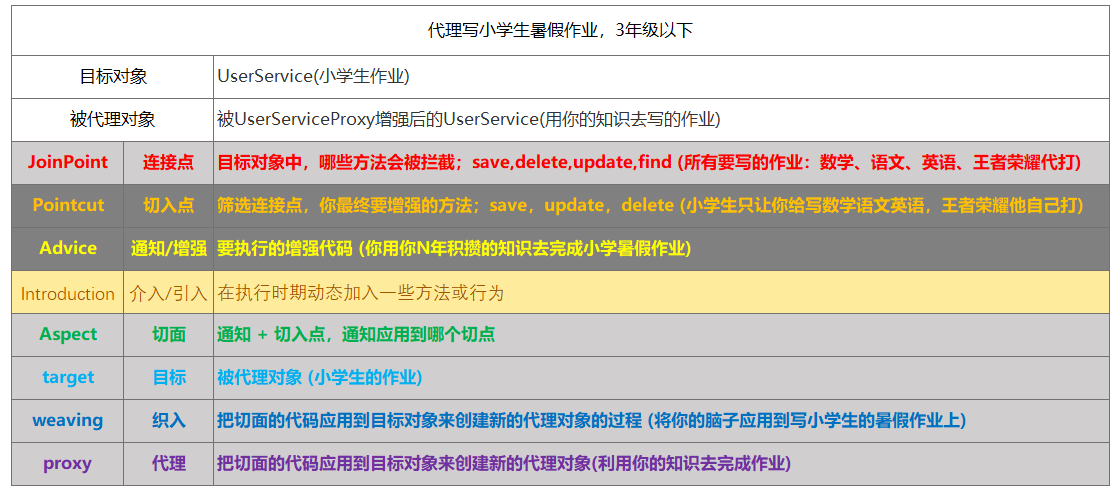 代理写小学生暑假作业，3年级以下
目标对象 UserService(小学生作业)
被代理对象 被UserServiceProxy增强后的UserService(用你的知识去写的作业)
JoinPoint 连接点 目标对象中，哪些方法会被拦截；save,delete,update,find (所有要写的作业：数学、语文、英语、王者荣耀代打)
Pointcut 切入点 筛选连接点，你最终要增强的方法；save，update，delete (小学生只让你给写数学语文英语，王者荣耀他自己打)
Advice 通知/增强 要执行的增强代码 (你用你N年积攒的知识去完成小学暑假作业)
Introduction 介入/引入 在执行时期动态加入一些方法或行为
Aspect 切面 通知 + 切入点，通知应用到哪个切点
target 目标 被代理对象 (小学生的作业)
weaving 织入 把切面的代码应用到目标对象来创建新的代理对象的过程 (将你的脑子应用到写小学生的暑假作业上)
proxy 代理 把切面的代码应用到目标对象来创建新的代理对象(利用你的知识去完成作业)